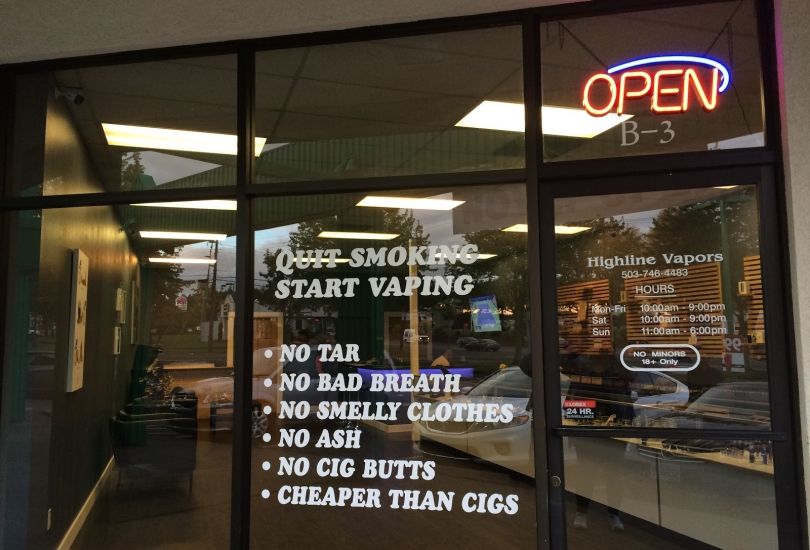 OPEN
B-3
QUIT SMOKING
START VAPING
• NO TAR
• NO BAD BREATH
• NO SMELLY CLOTHES
• NO ASH
• NO CIG BUTTS
• CHEAPER THAN CIGS
Highline Vapors
503-746-4483
HOURS
Mon-Fri 10:00am - 9:00pm
Sat 10:00am - 9:00pm
Sun 11:00am - 6:00pm
NO MINORS
18+ Only
LOREX
24 HR.
SURVEILLANCE